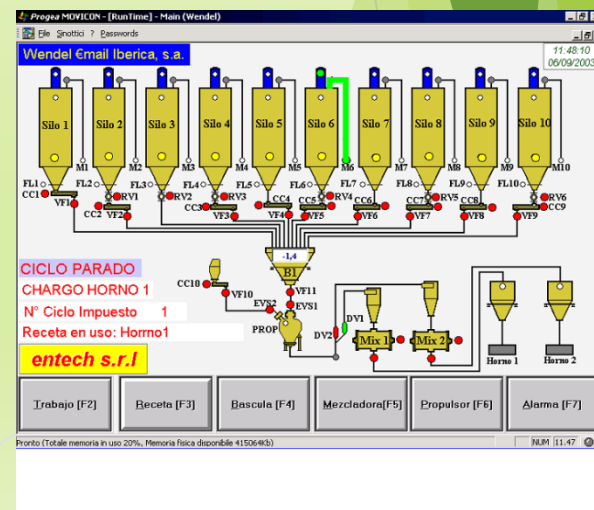 Progea MOVICON - [RunTime] - Main (Wendel)
File Sinottici ? Passwords
Wendel €mail Iberica, s.a.
11:48:10
06/09/2003
Silo 1 Silo 2 Silo 3 Silo 4 Silo 5 Silo 6 Silo 7 Silo 8 Silo 9 Silo 10
M1 M2 M3 M4 M5 M6 M7 M8 M9 M10
FL1 FL2 FL3 FL4 FL5 FL6 FL7 FL8 FL9 FL10
CC1 RV1 RV2 RV3 RV4 RV5 RV6
VF1 CC2 VF2 CC3 VF3 CC4 VF4 CC5 VF5 CC6 VF6 CC7 VF7 CC8 VF8 CC9 VF9
-1,4
B1
CICLO PARADO
CHARGO HORNO 1
N° Ciclo Impuesto 1
Receta en uso: Horrno1
entech s.r.l
CC10 VF10 VF11
EVS2 EVS1
PROP DV2 DV1
Mix 1 Mix 2
Horno 1 Horno 2
Trabajo [F2] Receta [F3] Bascula [F4] Mezcladora[F5] Propulsor [F6] Alarma [F7]
Pronto (Totale memoria in uso 20%, Memoria fisica disponibile 415064Kb) NUM 11.47